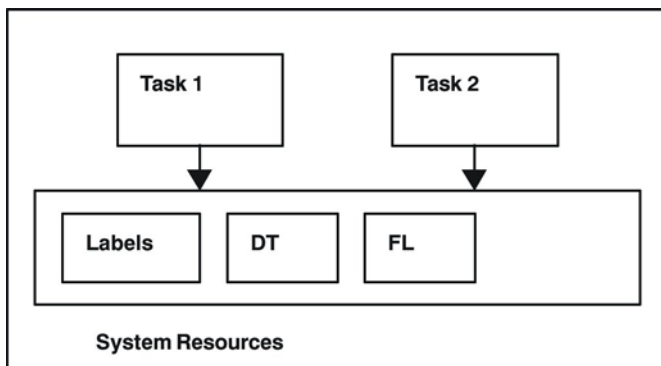 Task 1
Task 2
Labels
DT
FL
System Resources